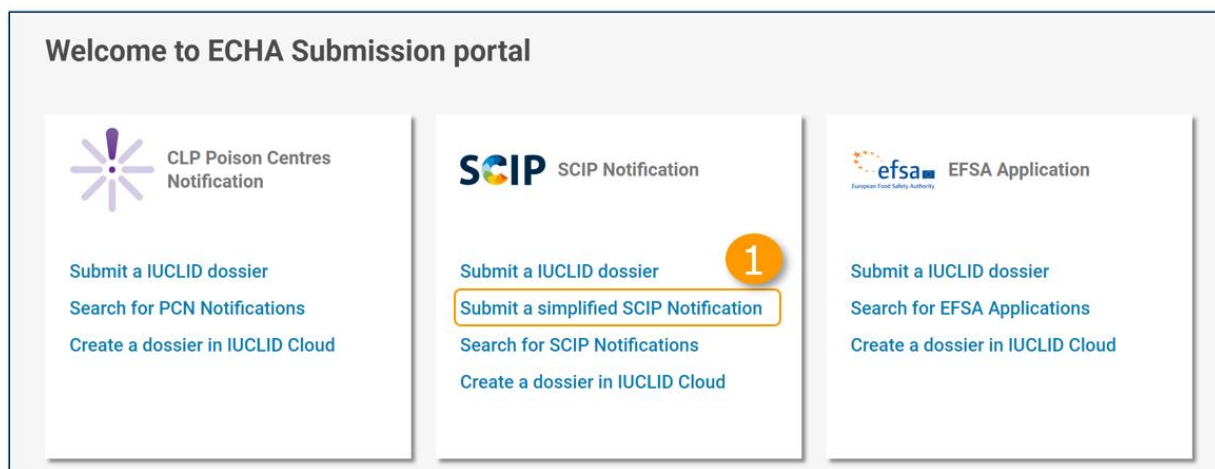 Welcome to ECHA Submission portal
CLP Poison Centres
Notification
Submit a IUCLID dossier
Search for PCN Notifications
Create a dossier in IUCLID Cloud
SCIP SCIP Notification
1
Submit a IUCLID dossier
Submit a simplified SCIP Notification
Search for SCIP Notifications
Create a dossier in IUCLID Cloud
efsa EFSA Application
European Food Safety Authority
Submit a IUCLID dossier
Search for EFSA Applications
Create a dossier in IUCLID Cloud